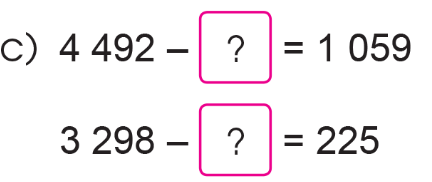 c) 4 492 – ? = 1 059
3 298 – ? = 225